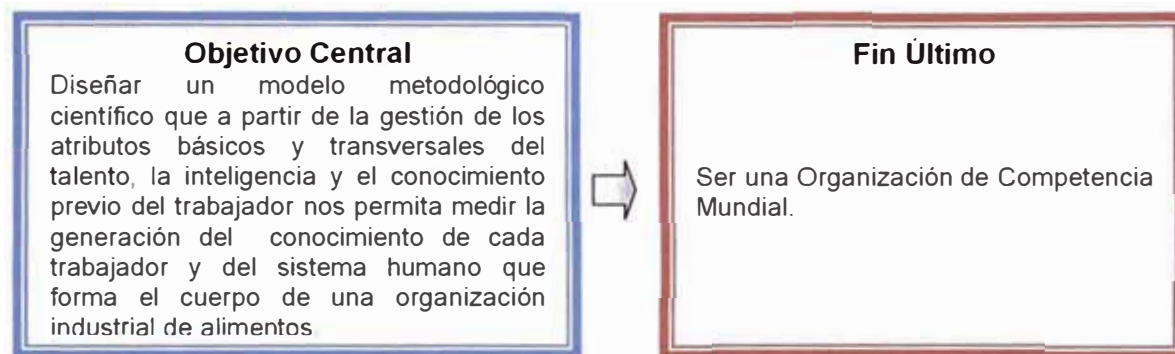 Objetivo Central
Diseñar un modelo metodológico
científico que a partir de la gestión de los
atributos básicos y transversales del
talento, la inteligencia y el conocimiento
previo del trabajador nos permita medir la
generación del conocimiento de cada
trabajador y del sistema humano que
forma el cuerpo de una organización
industrial de alimentos
Fin Último
Ser una Organización de Competencia
Mundial.